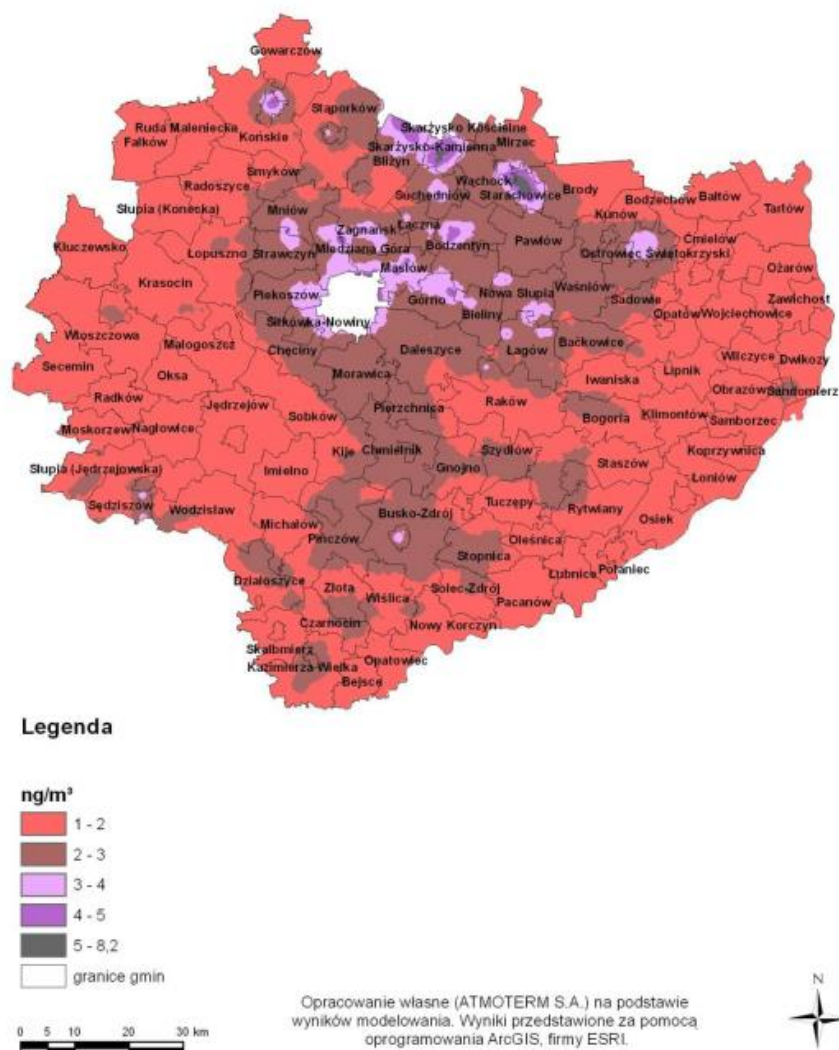 Gowarczów
Stąporków
Ruda Maleniecka
Fałków
Końskie
Skarżysko Kościelne
Mirzec
Skarżysko-Kamienna
Bliżyn
Smyków
Radoszyce
Suchedniów
Wąchock
Starachowice
Brody
Słupia (Konecka)
Mniów
Łączna
Kunów
Bodzechów
Bałtów
Tarłów
Kluczewsko
Łopuszno
Strawczyn
Zagnańsk
Miedziana Góra
Bodzentyn
Pawłów
Ćmielów
Ostrowiec Świętokrzyski
Krasocin
Masłów
Ożarów
Piekoszów
Górno
Nowa Słupia
Waśniów
Sadowie
Zawichost
Bieliny
Opatów
Wojciechowice
Sitkówka-Nowiny
Włoszczowa
Małogoszcz
Chęciny
Daleszyce
Łagów
Baćkowice
Wilczyce
Dwikozy
Secemin
Oksa
Morawica
Iwaniska
Lipnik
Radków
Jędrzejów
Pierzchnica
Raków
Obrazów
Sandomierz
Sobków
Bogoria
Klimontów
Samborzec
Moskorzew
Nagłowice
Kije
Chmielnik
Szydłów
Koprzywnica
Słupia (Jędrzejowska)
Imielno
Gnojno
Staszów
Łoniów
Sędziszów
Wodzisław
Michałów
Busko-Zdrój
Tuczępy
Rytwiany
Osiek
Pińczów
Oleśnica
Stopnica
Działoszyce
Złota
Wiślica
Solec-Zdrój
Łubnice
Połaniec
Pacanów
Czarnocin
Nowy Korczyn
Skalbmierz
Kazimierza Wielka
Opatowiec
Bejsce
Legenda
ng/m³
1 - 2
2 - 3
3 - 4
4 - 5
5 - 8,2
granice gmin
0 5 10 20 30 km
Opracowanie własne (ATMOTERM S.A.) na podstawie
wyników modelowania. Wyniki przedstawione za pomocą
oprogramowania ArcGIS, firmy ESRI.
N